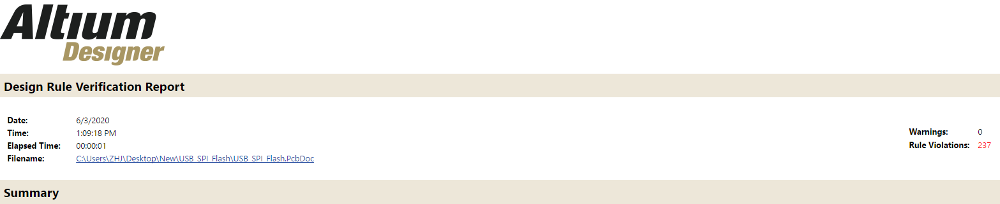 Altium
Designer
Design Rule Verification Report
Date: 6/3/2020
Time: 1:09:18 PM
Elapsed Time: 00:00:01
Filename: C:\Users\ZHJ\Desktop\New\USB_SPI_Flash\USB_SPI_Flash.PcbDoc
Warnings: 0
Rule Violations: 237
Summary